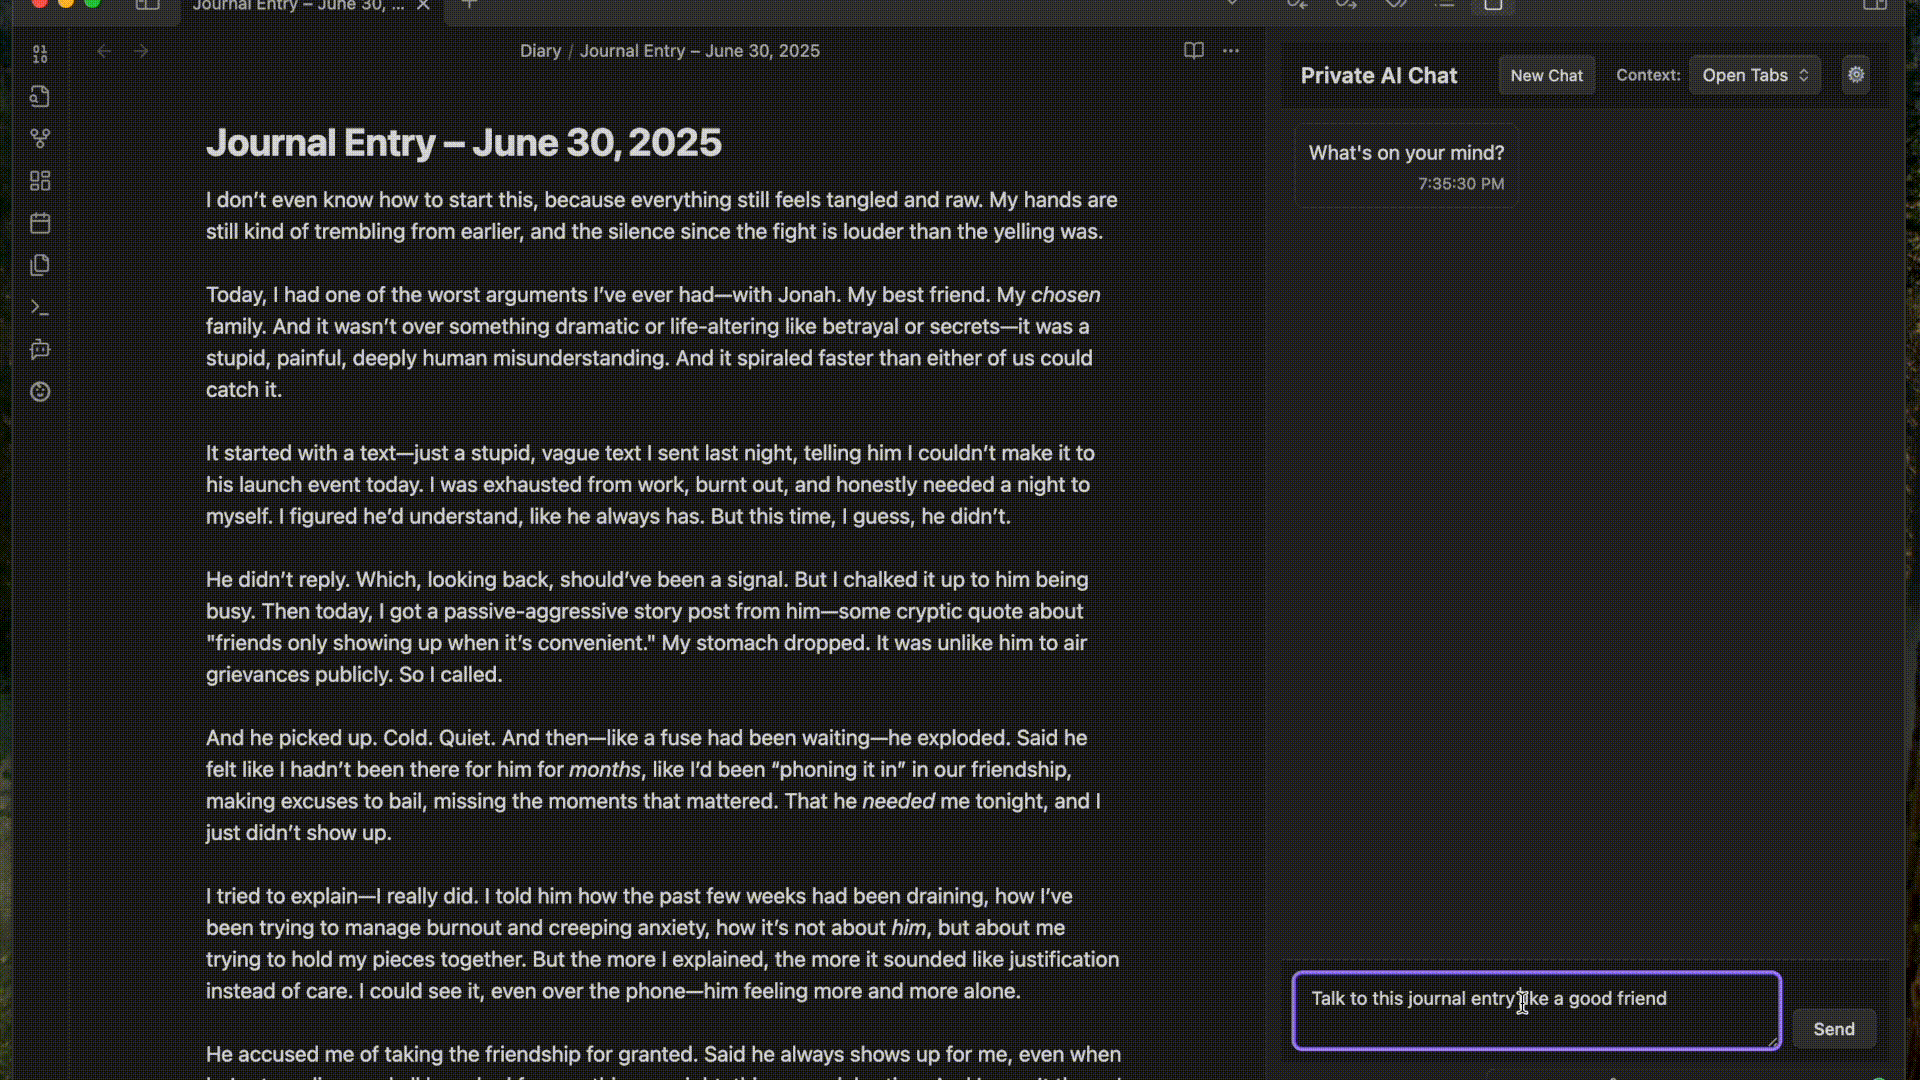 Journal Entry – June 30, ...
Diary / Journal Entry – June 30, 2025
Journal Entry – June 30, 2025
I don’t even know how to start this, because everything still feels tangled and raw. My hands are
still kind of trembling from earlier, and the silence since the fight is louder than the yelling was.
Today, I had one of the worst arguments I’ve ever had—with Jonah. My best friend. My chosen
family. And it wasn’t over something dramatic or life-altering like betrayal or secrets—it was a
stupid, painful, deeply human misunderstanding. And it spiraled faster than either of us could
catch it.
It started with a text—just a stupid, vague text I sent last night, telling him I couldn’t make it to
his launch event today. I was exhausted from work, burnt out, and honestly needed a night to
myself. I figured he’d understand, like he always has. But this time, I guess, he didn’t.
He didn’t reply. Which, looking back, should’ve been a signal. But I chalked it up to him being
busy. Then today, I got a passive-aggressive story post from him—some cryptic quote about
"friends only showing up when it’s convenient." My stomach dropped. It was unlike him to air
grievances publicly. So I called.
And he picked up. Cold. Quiet. And then—like a fuse had been waiting—he exploded. Said he
felt like I hadn’t been there for him for months, like I’d been “phoning it in” in our friendship,
making excuses to bail, missing the moments that mattered. That he needed me tonight, and I
just didn’t show up.
I tried to explain—I really did. I told him how the past few weeks had been draining, how I’ve
been trying to manage burnout and creeping anxiety, how it’s not about him, but about me
trying to hold my pieces together. But the more I explained, the more it sounded like justification
instead of care. I could see it, even over the phone—him feeling more and more alone.
He accused me of taking the friendship for granted. Said he always shows up for me, even when
Private AI Chat
New Chat
Context:
Open Tabs
What's on your mind?
7:35:30 PM
Talk to this journal entry like a good friend
Send